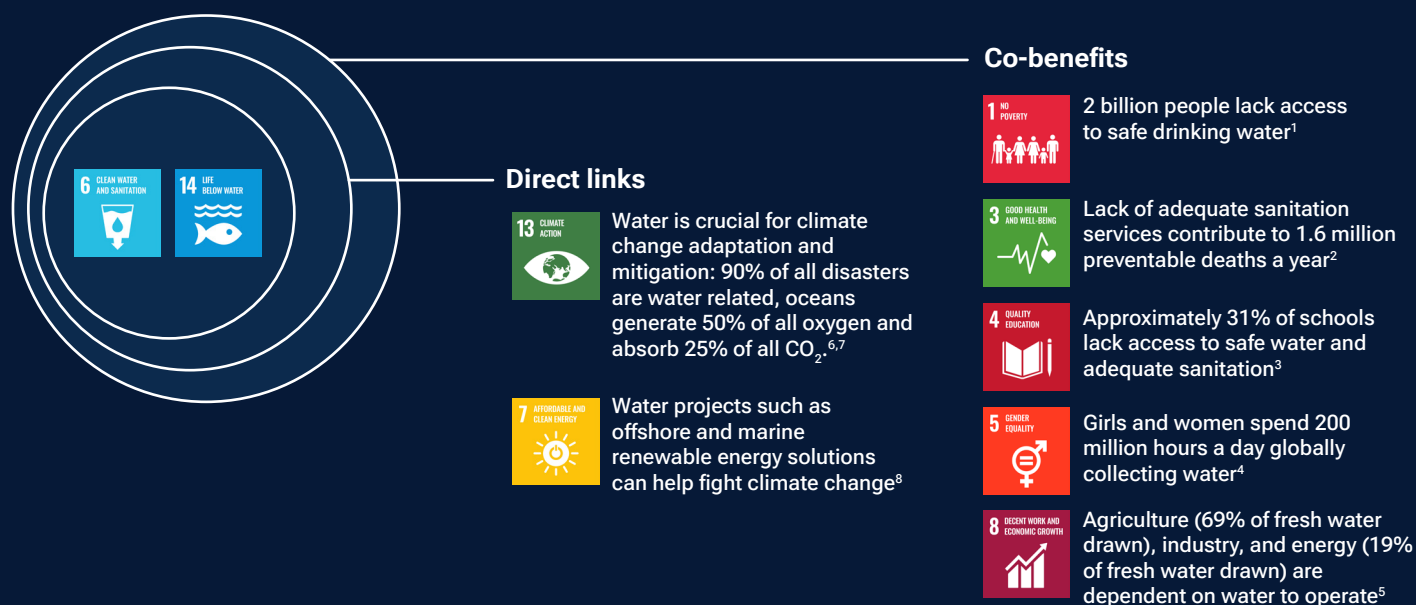 6 CLEAN WATER
AND SANITATION
14 LIFE
BELOW WATER
Direct links
13 CLIMATE
ACTION
Water is crucial for climate
change adaptation and
mitigation: 90% of all disasters
are water related, oceans
generate 50% of all oxygen and
absorb 25% of all CO₂.⁶,⁷
7 AFFORDABLE AND
CLEAN ENERGY
Water projects such as
offshore and marine
renewable energy solutions
can help fight climate change⁸
Co-benefits
1 NO
POVERTY
2 billion people lack access
to safe drinking water¹
3 GOOD HEALTH
AND WELL-BEING
Lack of adequate sanitation
services contribute to 1.6 million
preventable deaths a year²
4 QUALITY
EDUCATION
Approximately 31% of schools
lack access to safe water and
adequate sanitation³
5 GENDER
EQUALITY
Girls and women spend 200
million hours a day globally
collecting water⁴
8 DECENT WORK AND
ECONOMIC GROWTH
Agriculture (69% of fresh water
drawn), industry, and energy (19%
of fresh water drawn) are
dependent on water to operate⁵